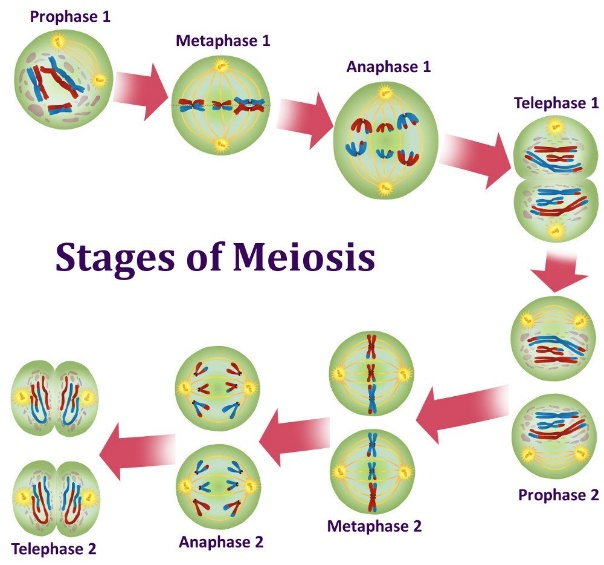 Prophase 1
Metaphase 1
Anaphase 1
Telephase 1
Stages of Meiosis
Prophase 2
Metaphase 2
Anaphase 2
Telephase 2